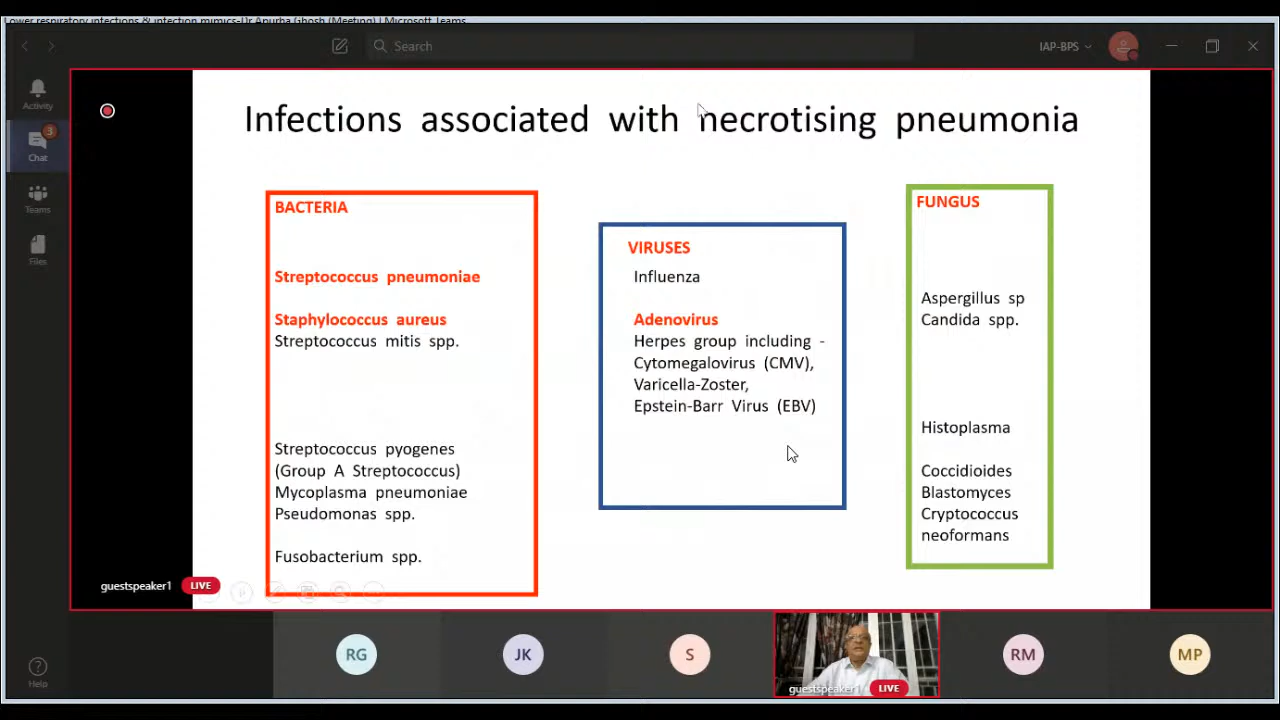 Lower respiratory infections & infection mimics-Dr Apurba Ghosh (Meeting) | Microsoft Teams
Search
IAP-BPS
Activity
3
Chat
Teams
Files
Help
Infections associated with necrotising pneumonia
BACTERIA
Streptococcus pneumoniae
Staphylococcus aureus
Streptococcus mitis spp.
Streptococcus pyogenes
(Group A Streptococcus)
Mycoplasma pneumoniae
Pseudomonas spp.
Fusobacterium spp.
VIRUSES
Influenza
Adenovirus
Herpes group including -
Cytomegalovirus (CMV),
Varicella-Zoster,
Epstein-Barr Virus (EBV)
FUNGUS
Aspergillus sp
Candida spp.
Histoplasma
Coccidioides
Blastomyces
Cryptococcus
neoformans
guestspeaker1 LIVE
RG
JK
S
guestspeaker1 LIVE
RM
MP